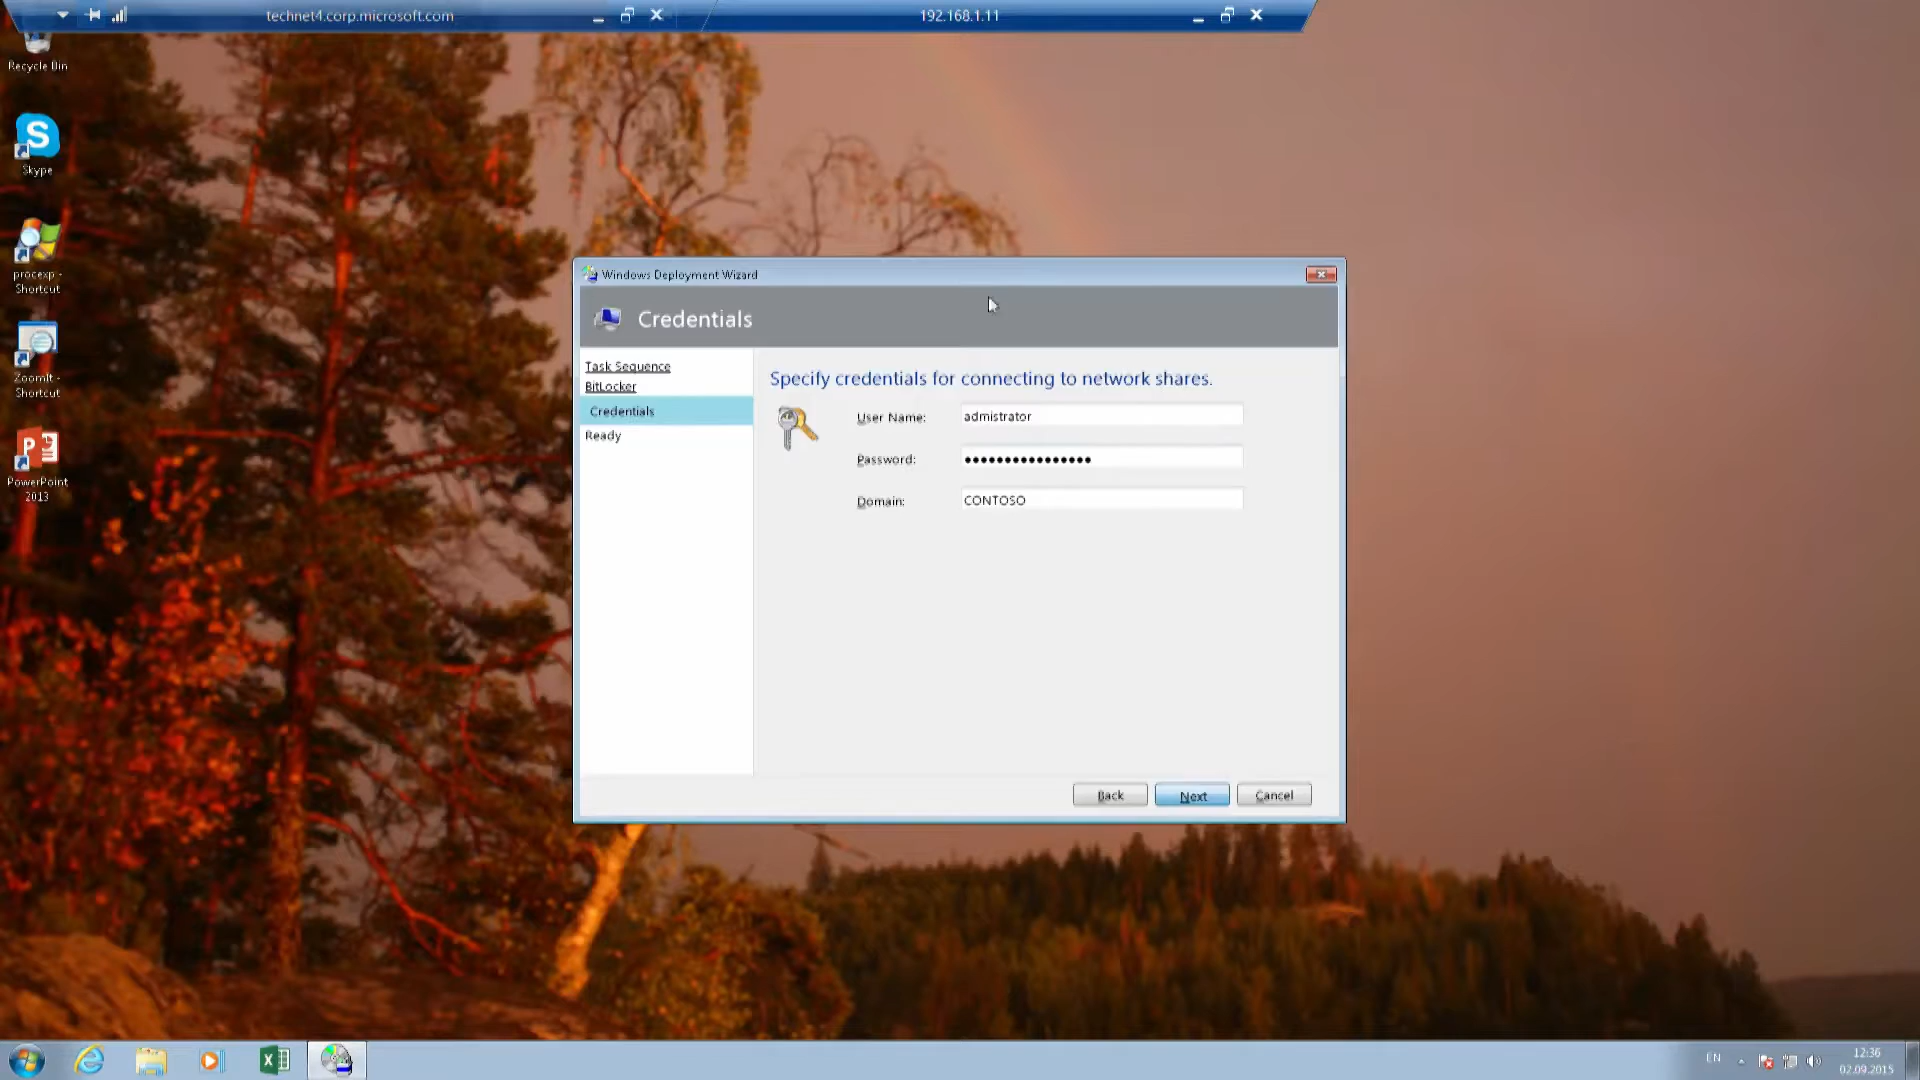 technet4.corp.microsoft.com
192.168.1.11
Recycle Bin
Skype
procexp -
Shortcut
ZoomIt -
Shortcut
PowerPoint
2013
Windows Deployment Wizard
Credentials
Task Sequence
BitLocker
Credentials
Ready
Specify credentials for connecting to network shares.
User Name: admistrator
Password: ••••••••••••••••
Domain: CONTOSO
Back Next Cancel
EN
12:36
02.09.2015